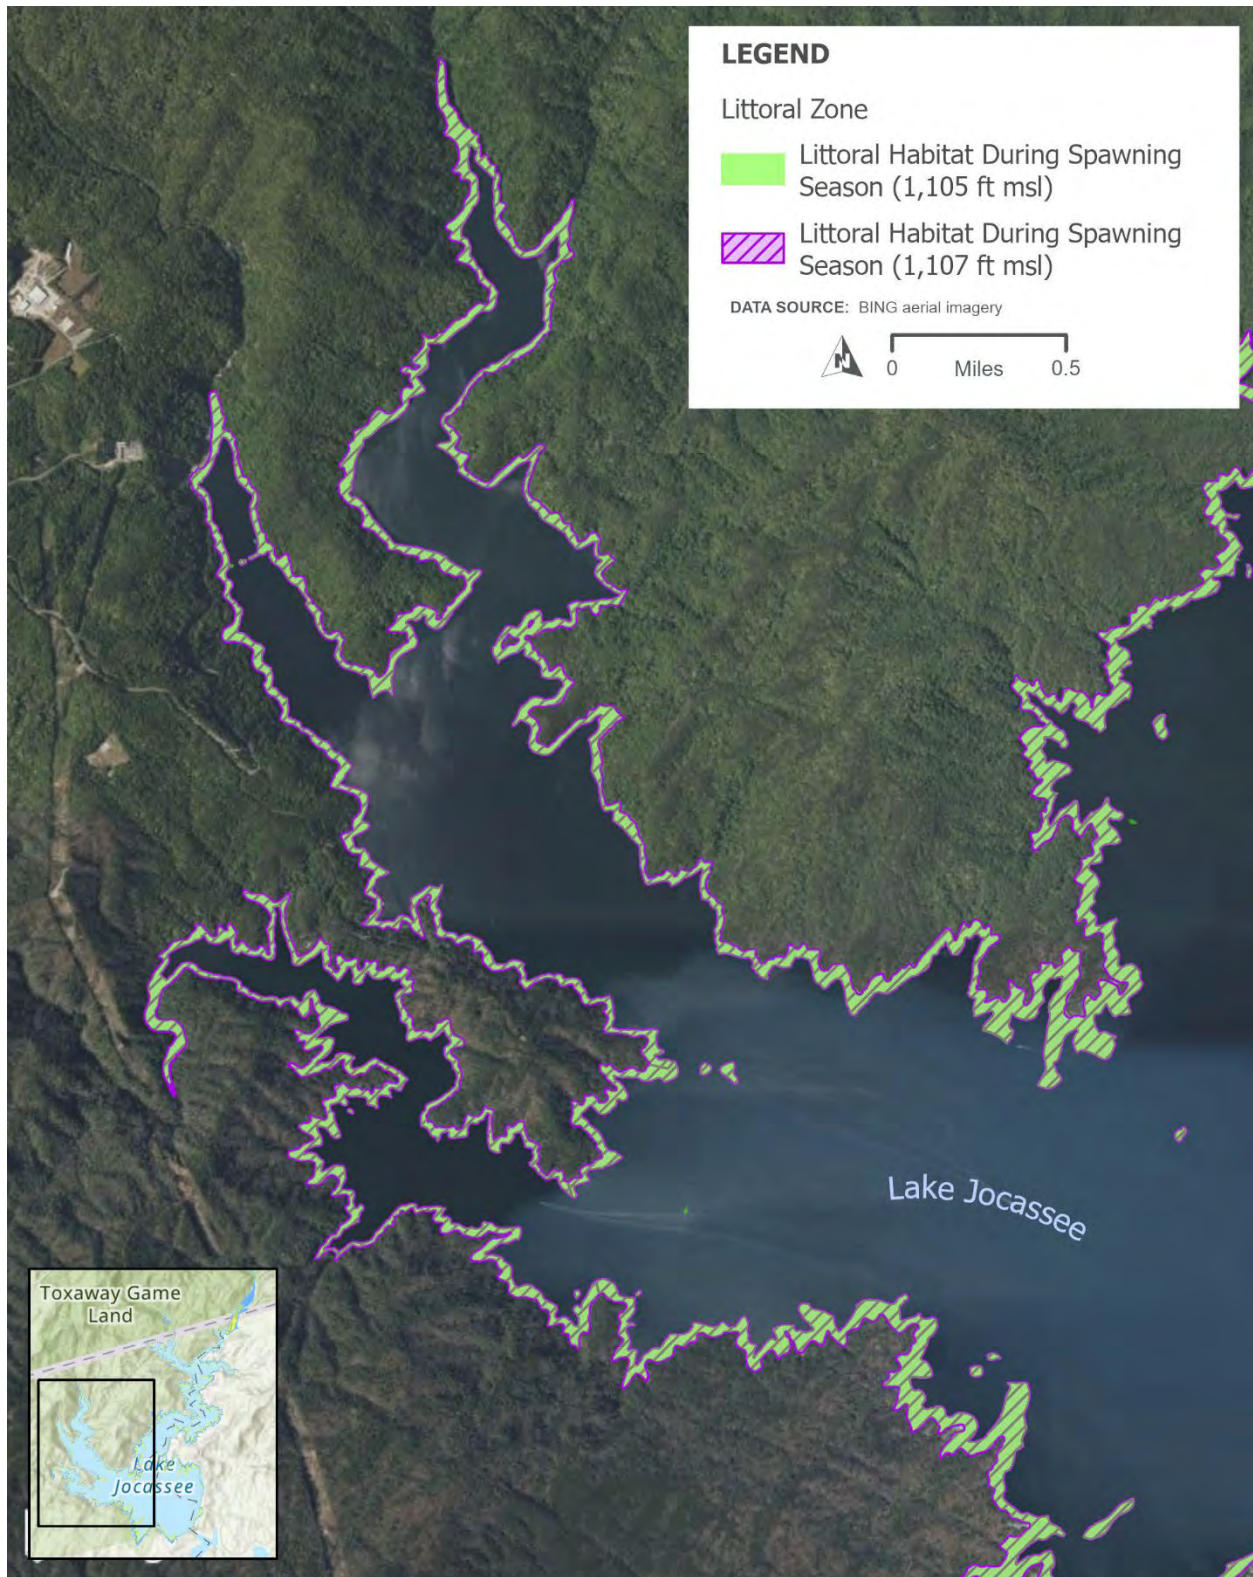 LEGEND
Littoral Zone
Littoral Habitat During Spawning
Season (1,105 ft msl)
Littoral Habitat During Spawning
Season (1,107 ft msl)
DATA SOURCE: BING aerial imagery
N
0
Miles
0.5
Lake Jocassee
Toxaway Game
Land
Lake
Jocassee